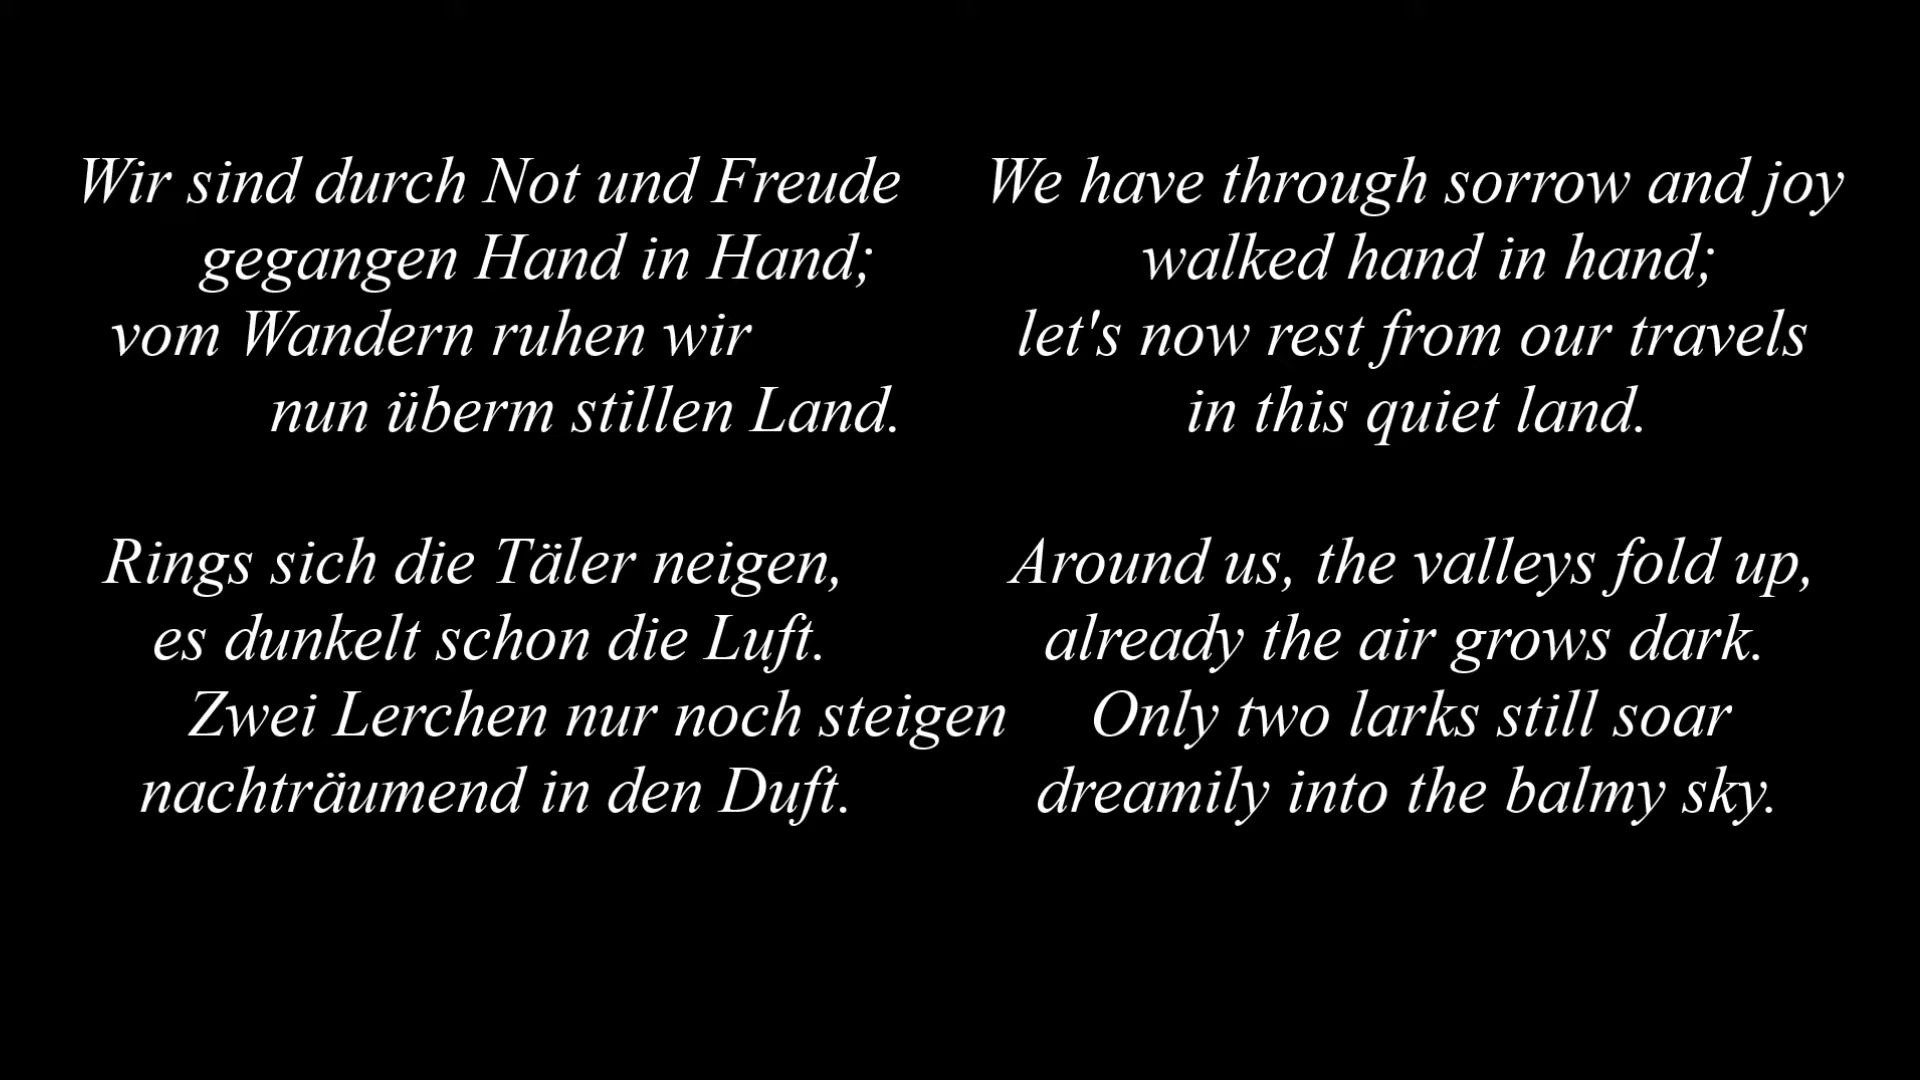 Wir sind durch Not und Freude
gegangen Hand in Hand;
vom Wandern ruhen wir
nun überm stillen Land.
Rings sich die Täler neigen,
es dunkelt schon die Luft.
Zwei Lerchen nur noch steigen
nachträumend in den Duft.
We have through sorrow and joy
walked hand in hand;
let's now rest from our travels
in this quiet land.
Around us, the valleys fold up,
already the air grows dark.
Only two larks still soar
dreamily into the balmy sky.